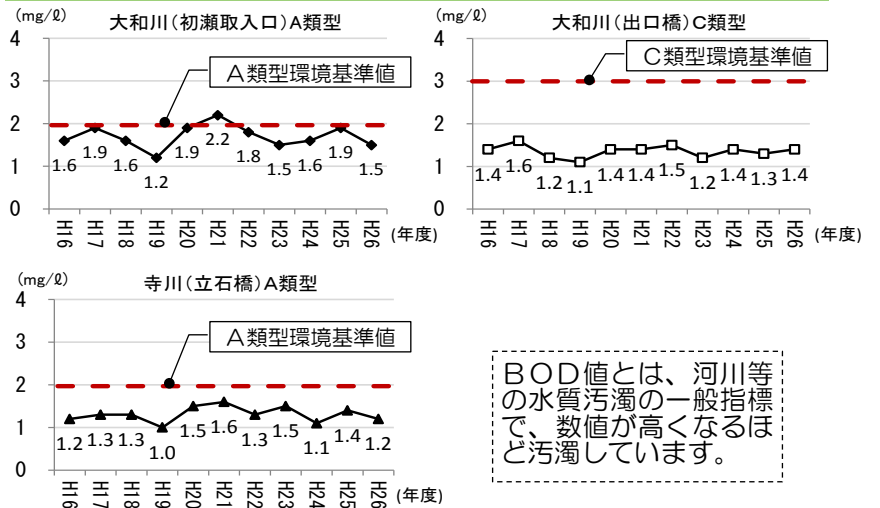 (mg/ℓ)
大和川(初瀬取入口)A類型
4
3
2
1
0
A類型環境基準値
1.6
1.9
1.6
1.2
1.9
2.2
1.8
1.5
1.6
1.9
1.5
H16
H17
H18
H19
H20
H21
H22
H23
H24
H25
H26
(年度)
(mg/ℓ)
大和川(出口橋)C類型
4
3
2
1
0
C類型環境基準値
1.4
1.6
1.2
1.1
1.4
1.4
1.5
1.2
1.4
1.3
1.4
H16
H17
H18
H19
H20
H21
H22
H23
H24
H25
H26
(年度)
(mg/ℓ)
寺川(立石橋)A類型
4
3
2
1
0
A類型環境基準値
1.2
1.3
1.3
1.0
1.5
1.6
1.3
1.5
1.1
1.4
1.2
H16
H17
H18
H19
H20
H21
H22
H23
H24
H25
H26
(年度)
BOD値とは、河川等
の水質汚濁の一般指標
で、数値が高くなるほ
ど汚濁しています。